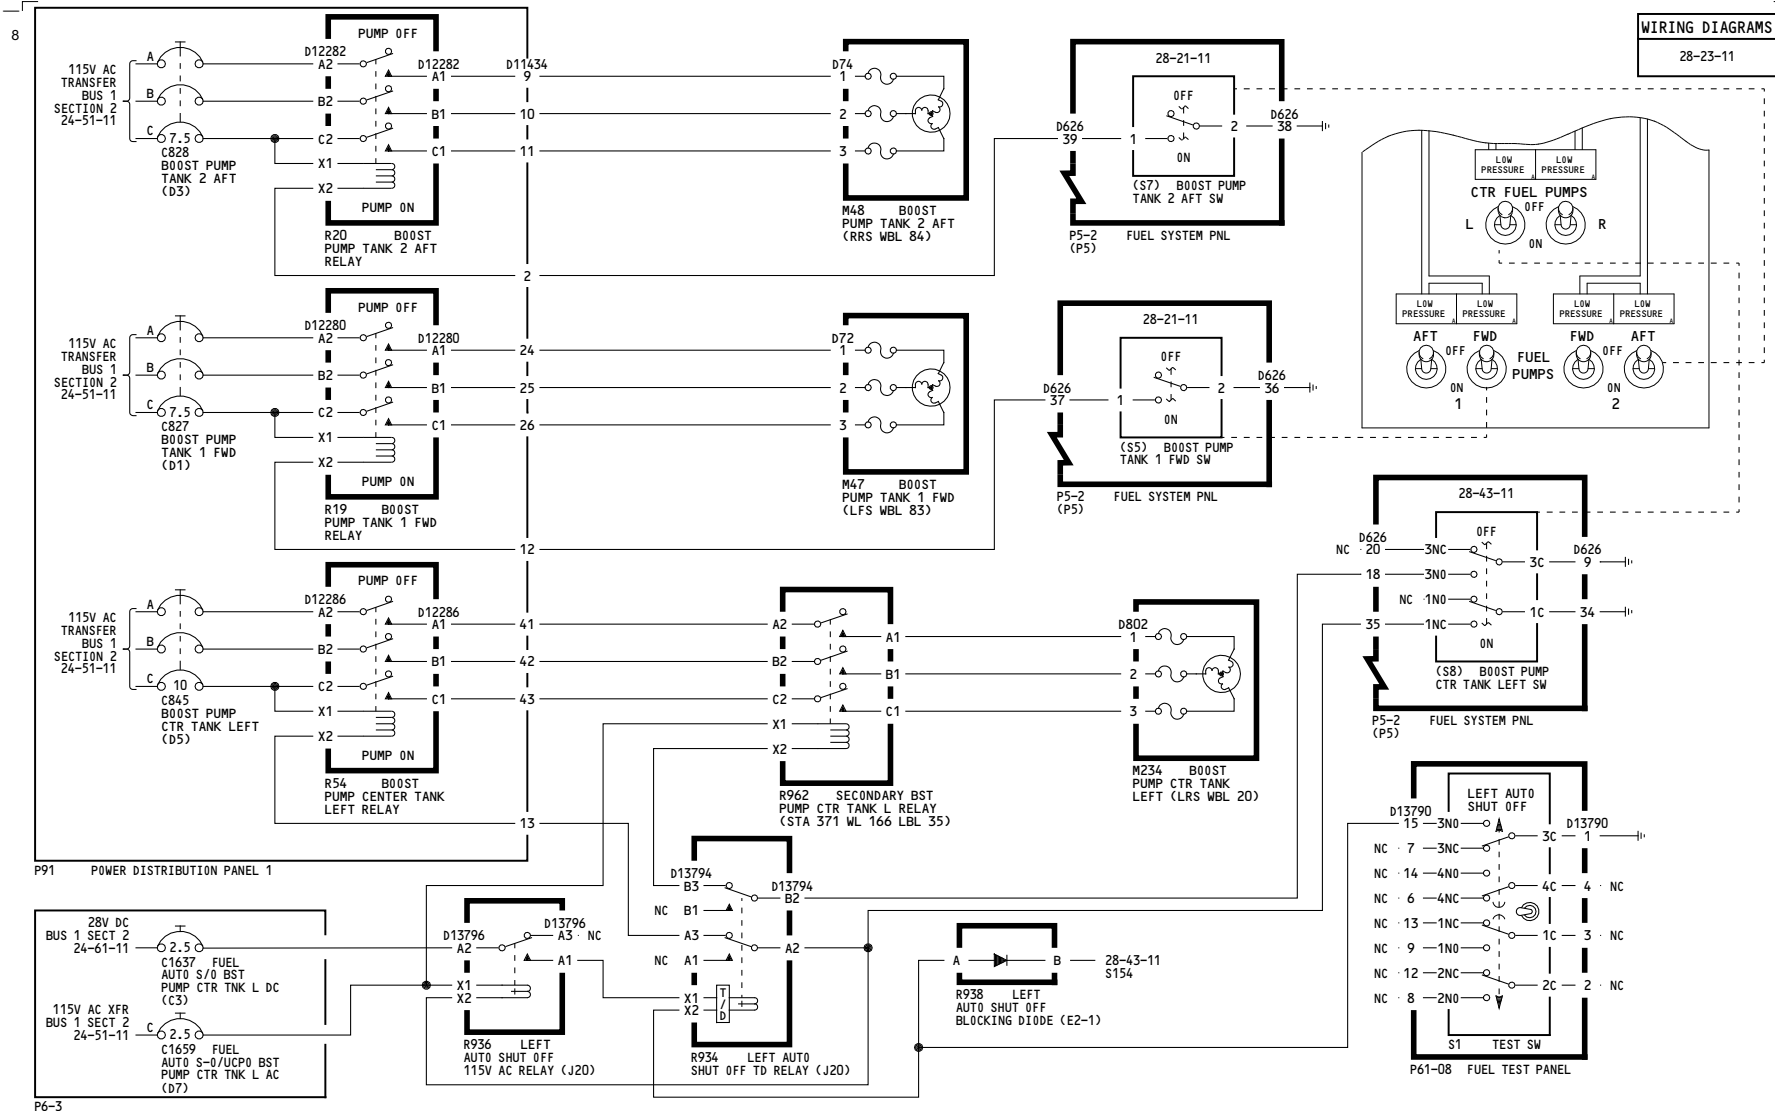 8
WIRING DIAGRAMS
28-23-11
115V AC
TRANSFER
BUS 1
SECTION 2
24-51-11
A
B
C 7.5
C828
BOOST PUMP
TANK 2 AFT
(D3)
PUMP OFF
D12282
A2
B2
C2
X1
X2
D12282
A1
B1
C1
PUMP ON
R20 BOOST
PUMP TANK 2 AFT
RELAY
D11434
9
10
11
2
D74
1
2
3
M48 BOOST
PUMP TANK 2 AFT
(RRS WBL 84)
28-21-11
OFF
D626
39
1
2
D626
38
ON
(S7) BOOST PUMP
TANK 2 AFT SW
P5-2 FUEL SYSTEM PNL
(P5)
LOW
PRESSURE A
LOW
PRESSURE A
CTR FUEL PUMPS
OFF
L
R
ON
LOW
PRESSURE A
LOW
PRESSURE A
LOW
PRESSURE A
LOW
PRESSURE A
AFT
FWD
FWD
AFT
OFF
FUEL
PUMPS
OFF
ON
1
ON
2
115V AC
TRANSFER
BUS 1
SECTION 2
24-51-11
A
B
C 7.5
C827
BOOST PUMP
TANK 1 FWD
(D1)
PUMP OFF
D12280
A2
B2
C2
X1
X2
D12280
A1
B1
C1
PUMP ON
R19 BOOST
PUMP TANK 1 FWD
RELAY
24
25
26
12
D72
1
2
3
M47 BOOST
PUMP TANK 1 FWD
(LFS WBL 83)
28-21-11
OFF
D626
37
1
2
D626
36
ON
(S5) BOOST PUMP
TANK 1 FWD SW
P5-2 FUEL SYSTEM PNL
(P5)
115V AC
TRANSFER
BUS 1
SECTION 2
24-51-11
A
B
C 10
C845
BOOST PUMP
CTR TANK LEFT
(D5)
PUMP OFF
D12286
A2
B2
C2
X1
X2
D12286
A1
B1
C1
PUMP ON
R54 BOOST
PUMP CENTER TANK
LEFT RELAY
41
42
43
13
A2
B2
C2
X1
X2
A1
B1
C1
R962 SECONDARY BST
PUMP CTR TANK L RELAY
(STA 371 WL 166 LBL 35)
D802
1
2
3
M234 BOOST
PUMP CTR TANK
LEFT (LRS WBL 20)
28-43-11
OFF
D626
NC 20 3NC
18 3NO
NC 1NO
35 1NC
3C
D626
9
1C 34
ON
(S8) BOOST PUMP
CTR TANK LEFT SW
P5-2 FUEL SYSTEM PNL
(P5)
P91 POWER DISTRIBUTION PANEL 1
28V DC
BUS 1 SECT 2
24-61-11
2.5
C1637 FUEL
AUTO S/O BST
PUMP CTR TNK L DC
(C3)
115V AC XFR
BUS 1 SECT 2
24-51-11
C 2.5
C1659 FUEL
AUTO S-O/UCPO BST
PUMP CTR TNK L AC
(D7)
P6-3
D13796
A2
X1
X2
D13796
A3 NC
A1
R936 LEFT
AUTO SHUT OFF
115V AC RELAY (J20)
D13794
B3
NC B1
A3
NC A1
X1
X2
T/D
D13794
B2
A2
R934 LEFT AUTO
SHUT OFF TD RELAY (J20)
A
B
28-43-11
S154
R938 LEFT
AUTO SHUT OFF
BLOCKING DIODE (E2-1)
LEFT AUTO
SHUT OFF
D13790
15 3NO
NC 7 3NC
NC 14 4NO
NC 6 4NC
NC 13 1NC
NC 9 1NO
NC 12 2NC
NC 8 2NO
D13790
3C 1
4C 4 NC
1C 3 NC
2C 2 NC
S1 TEST SW
P61-08 FUEL TEST PANEL